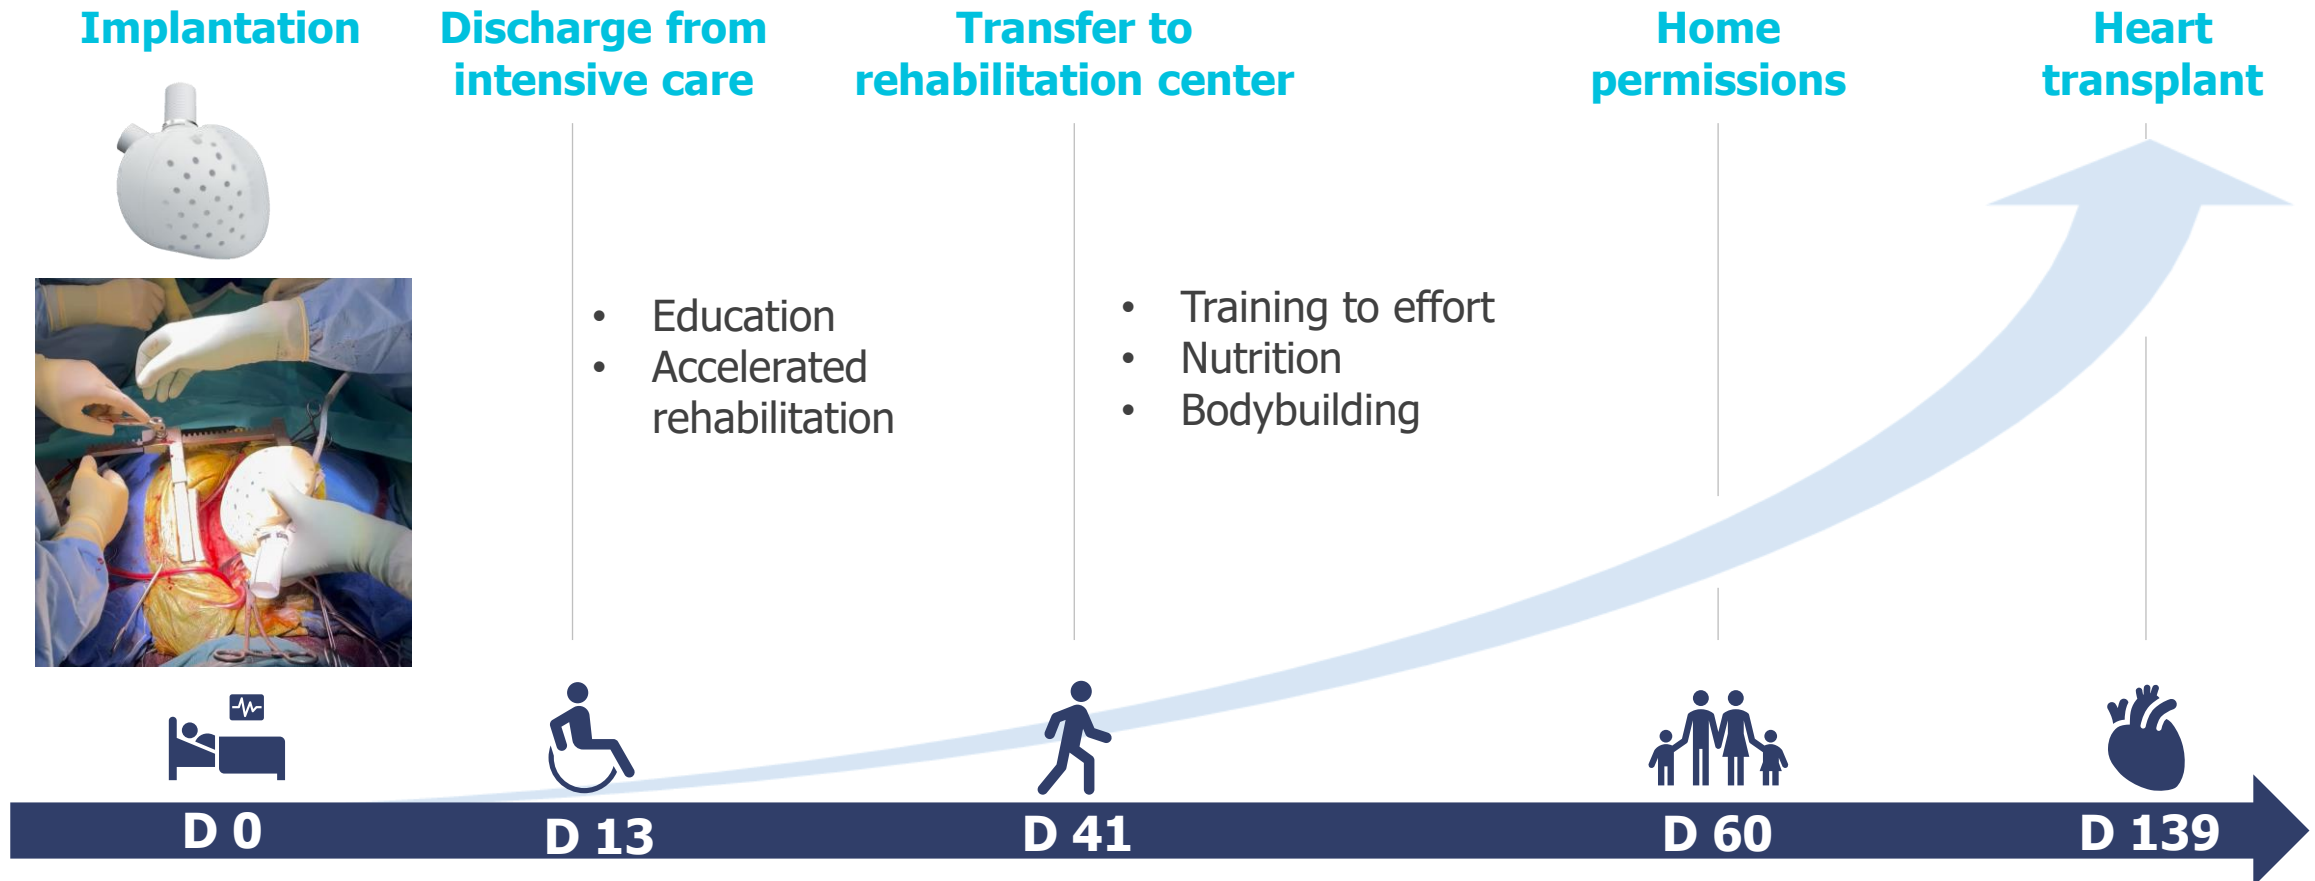 Implantation
Discharge from
intensive care
Transfer to
rehabilitation center
Home
permissions
Heart
transplant
• Education
• Accelerated
rehabilitation
• Training to effort
• Nutrition
• Bodybuilding
D 0
D 13
D 41
D 60
D 139